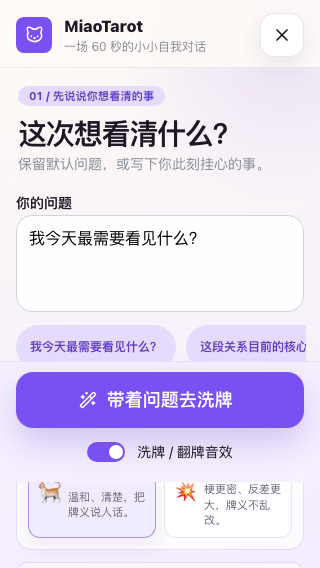 MiaoTarot
一场 60 秒的小小自我对话
01 / 先说说你想看清的事
这次想看清什么？
保留默认问题，或写下你此刻挂心的事。
你的问题
我今天最需要看见什么？
我今天最需要看见什么？
这段关系目前的核心
带着问题去洗牌
洗牌 / 翻牌音效
温和、清楚，把
牌义说人话。
梗更密、反差更
大，牌义不乱
改。